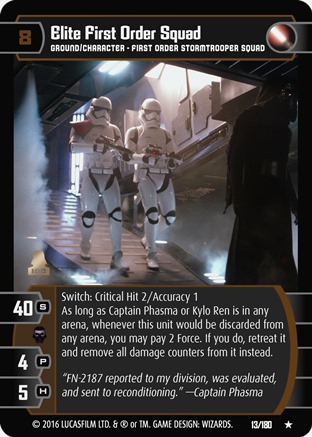 8
Elite First Order Squad
GROUND/CHARACTER - FIRST ORDER STORMTROOPER SQUAD
40 S
4 P
5 H
Switch: Critical Hit 2/Accuracy 1
As long as Captain Phasma or Kylo Ren is in any
arena, whenever this unit would be discarded from
any arena, you may pay 2 Force. If you do, retreat it
and remove all damage counters from it instead.
“FN-2187 reported to my division, was evaluated,
and sent to reconditioning.” —Captain Phasma
© 2016 LUCASFILM LTD. & ® or TM. GAME DESIGN: WIZARDS.
13/180